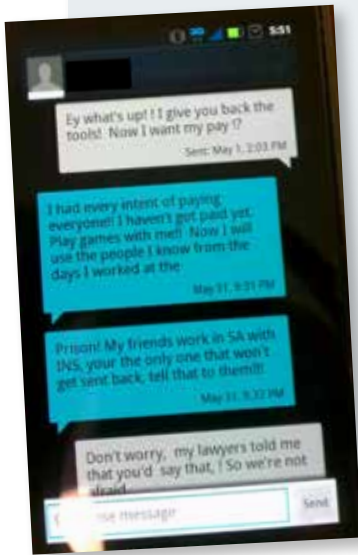 5:51
Ey what's up! ! I give you back the
tools! Now I want my pay !?
Sent: May 1, 2:03 PM
I had every intent of paying
everyone!! I haven't got paid yet.
Play games with me!! Now I will
use the people I know from the
days I worked at the
May 31, 9:31 PM
Prison! My friends work in SA with
INS, your the only one that won't
get sent back, tell that to them!!!
May 31, 9:32 PM
Don't worry, my lawyers told me
that you'd say that, ! So we're not
afraid
message
Send